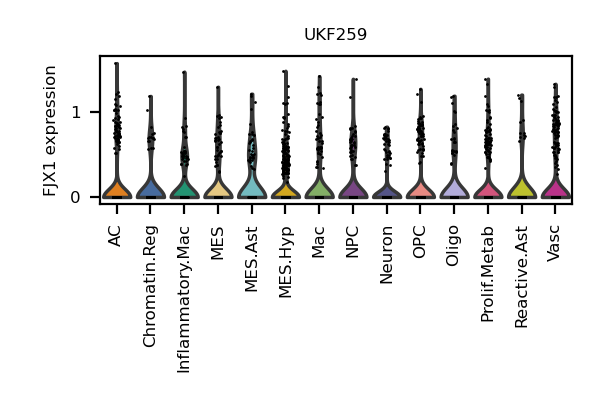 UKF259
FJX1 expression
1
0
AC
Chromatin.Reg
Inflammatory.Mac
MES
MES.Ast
MES.Hyp
Mac
NPC
Neuron
OPC
Oligo
Prolif.Metab
Reactive.Ast
Vasc